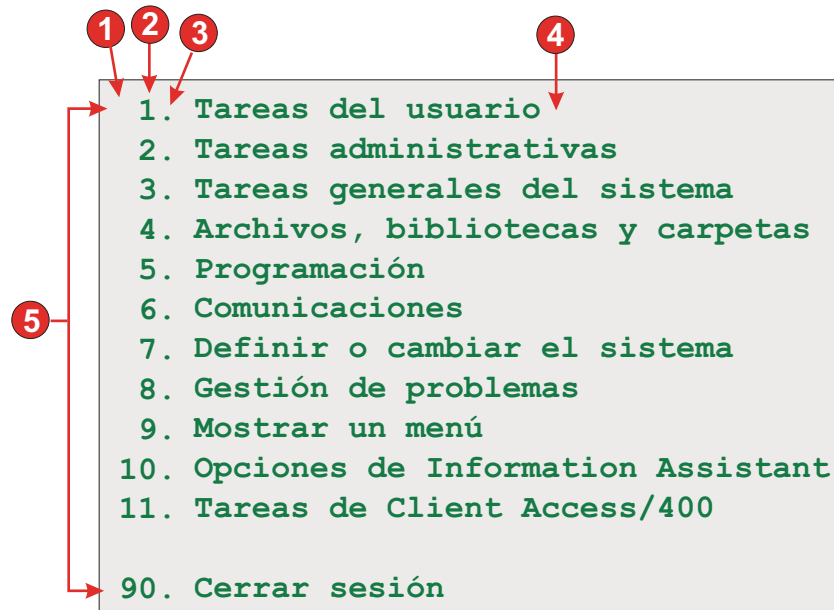 1 2 3 4
1. Tareas del usuario
2. Tareas administrativas
3. Tareas generales del sistema
4. Archivos, bibliotecas y carpetas
5. Programación
5 6. Comunicaciones
7. Definir o cambiar el sistema
8. Gestión de problemas
9. Mostrar un menú
10. Opciones de Information Assistant
11. Tareas de Client Access/400
90. Cerrar sesión